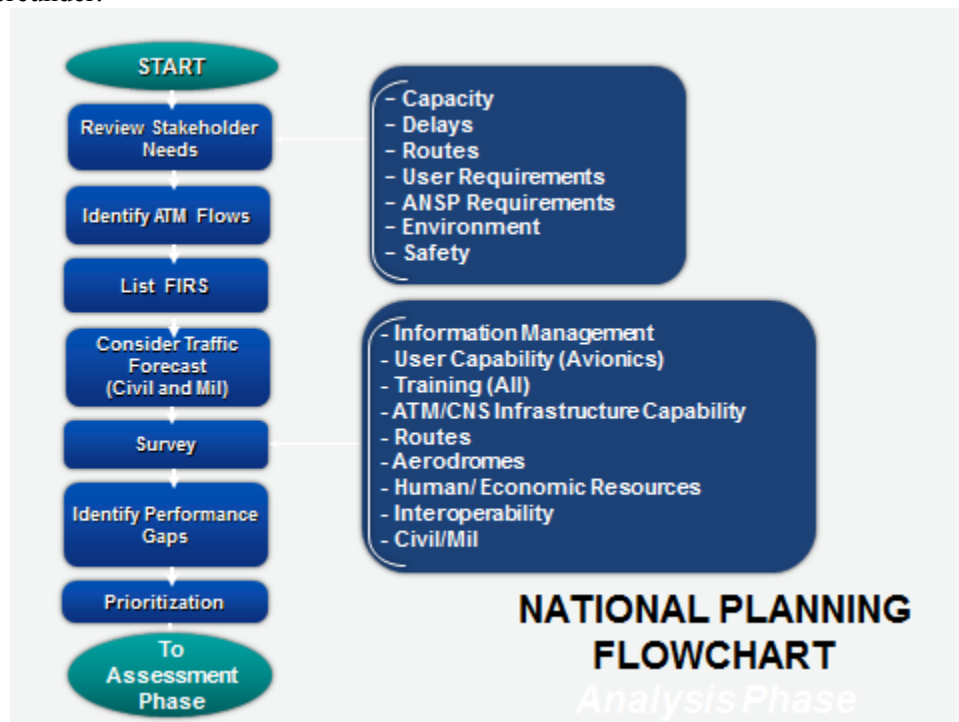 START
Review Stakeholder
Needs
Identify ATM Flows
List FIRS
Consider Traffic
Forecast
(Civil and Mil)
Survey
Identify Performance
Gaps
Prioritization
To
Assessment
Phase
– Capacity
– Delays
– Routes
– User Requirements
– ANSP Requirements
– Environment
– Safety
- Information Management
- User Capability (Avionics)
- Training (All)
- ATM/CNS Infrastructure Capability
- Routes
- Aerodromes
- Human/ Economic Resources
- Interoperability
- Civil/Mil
NATIONAL PLANNING
FLOWCHART
Analysis Phase